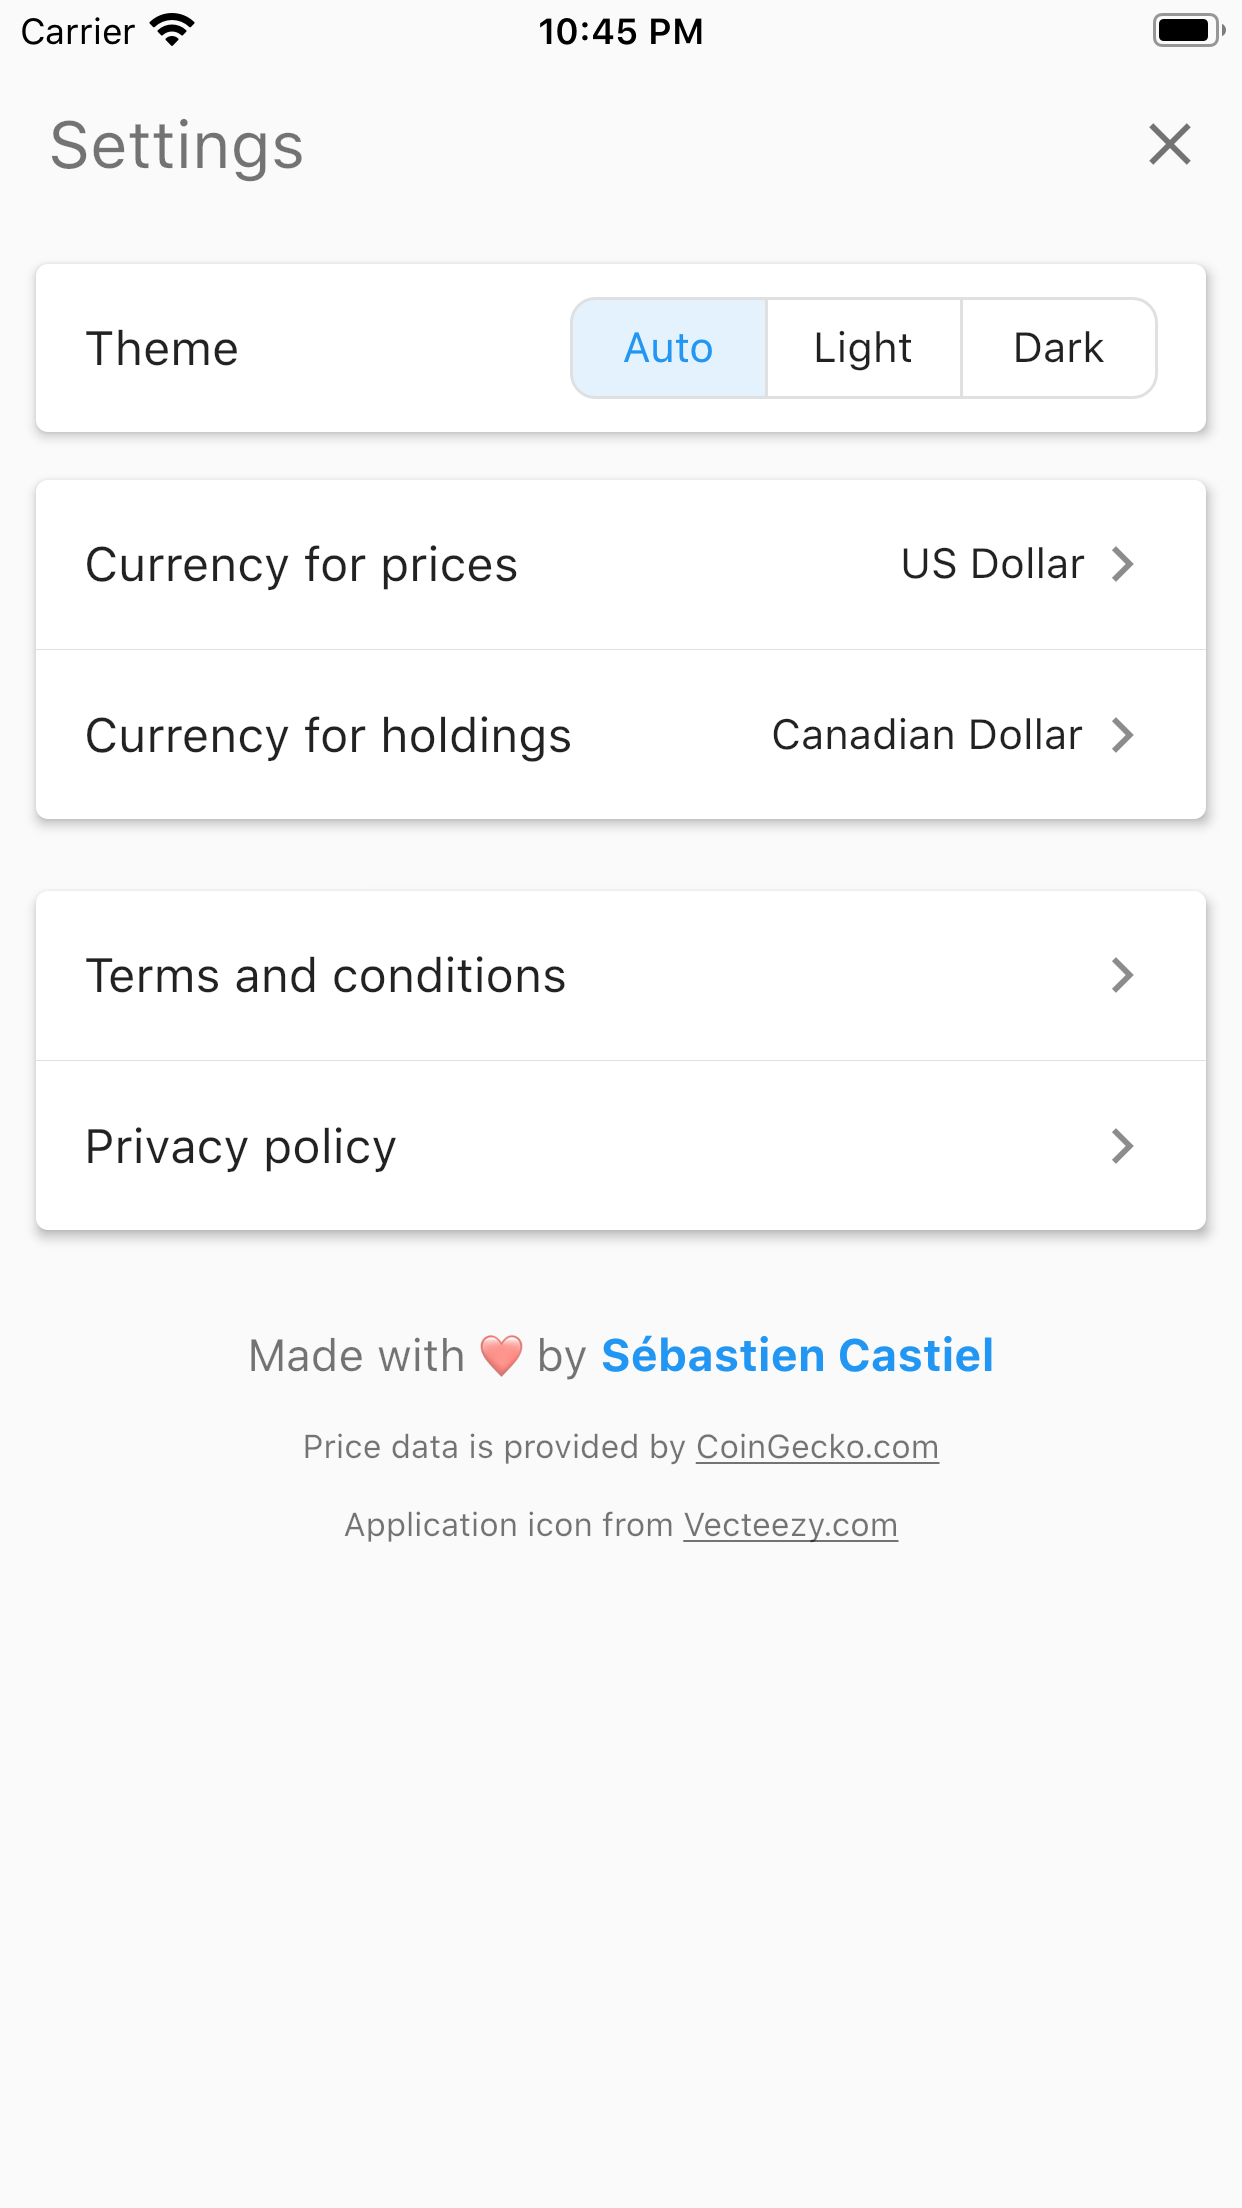 Carrier 10:45 PM
Settings
Theme Auto Light Dark
Currency for prices US Dollar
Currency for holdings Canadian Dollar
Terms and conditions
Privacy policy
Made with ❤️ by Sébastien Castiel
Price data is provided by CoinGecko.com
Application icon from Vecteezy.com